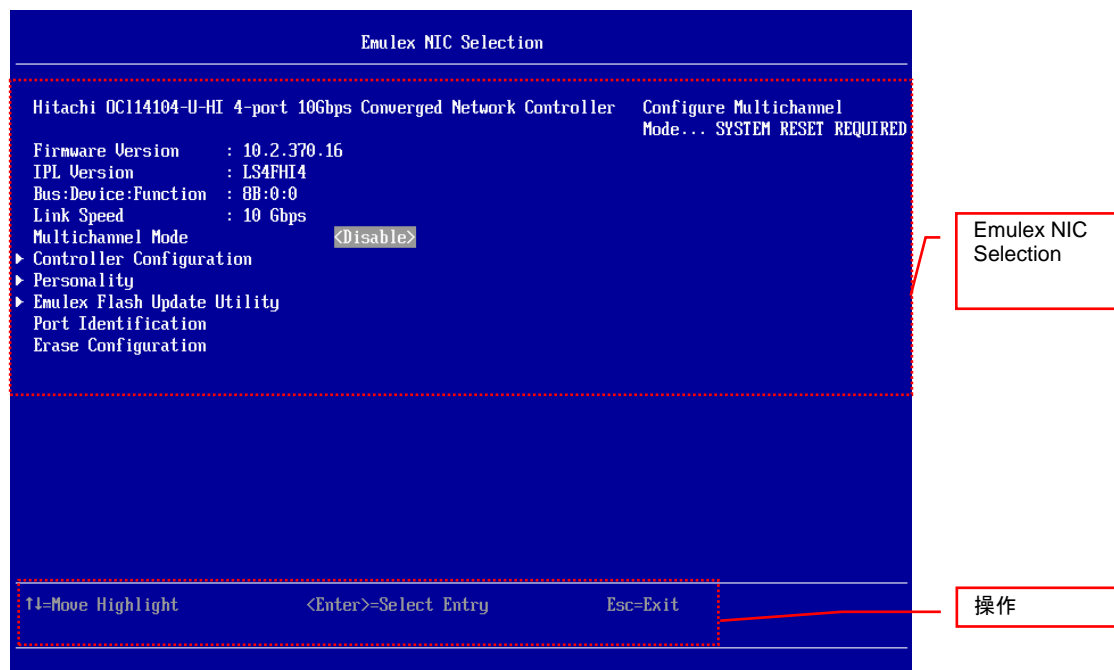 Emulex NIC Selection
Hitachi OCl14104-U-HI 4-port 10Gbps Converged Network Controller
Configure Multichannel
Mode... SYSTEM RESET REQUIRED
Firmware Version : 10.2.370.16
IPL Version : LS4FHI4
Bus:Device:Function : 8B:0:0
Link Speed : 10 Gbps
Multichannel Mode <Disable>
▶ Controller Configuration
▶ Personality
▶ Emulex Flash Update Utility
Port Identification
Erase Configuration
Emulex NIC
Selection
↑↓=Move Highlight <Enter>=Select Entry Esc=Exit
操作